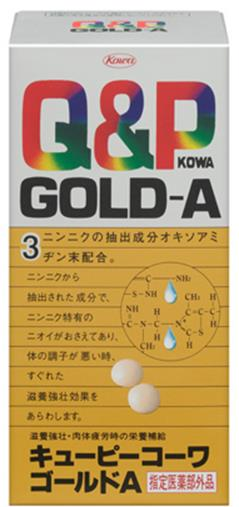 Kowa
Q&P
KOWA
GOLD-A
3 ニンニクの抽出成分オキソアミ
ヂン末配合。
ニンニクから
抽出された成分で、
ニンニク特有の
ニオイがおさえてあり、
体の調子が悪い時、
すぐれた
滋養強壮効果を
あらわします。
滋養強壮・肉体疲労時の栄養補給
キューピーコーワ
ゴールドA
指定医薬部外品